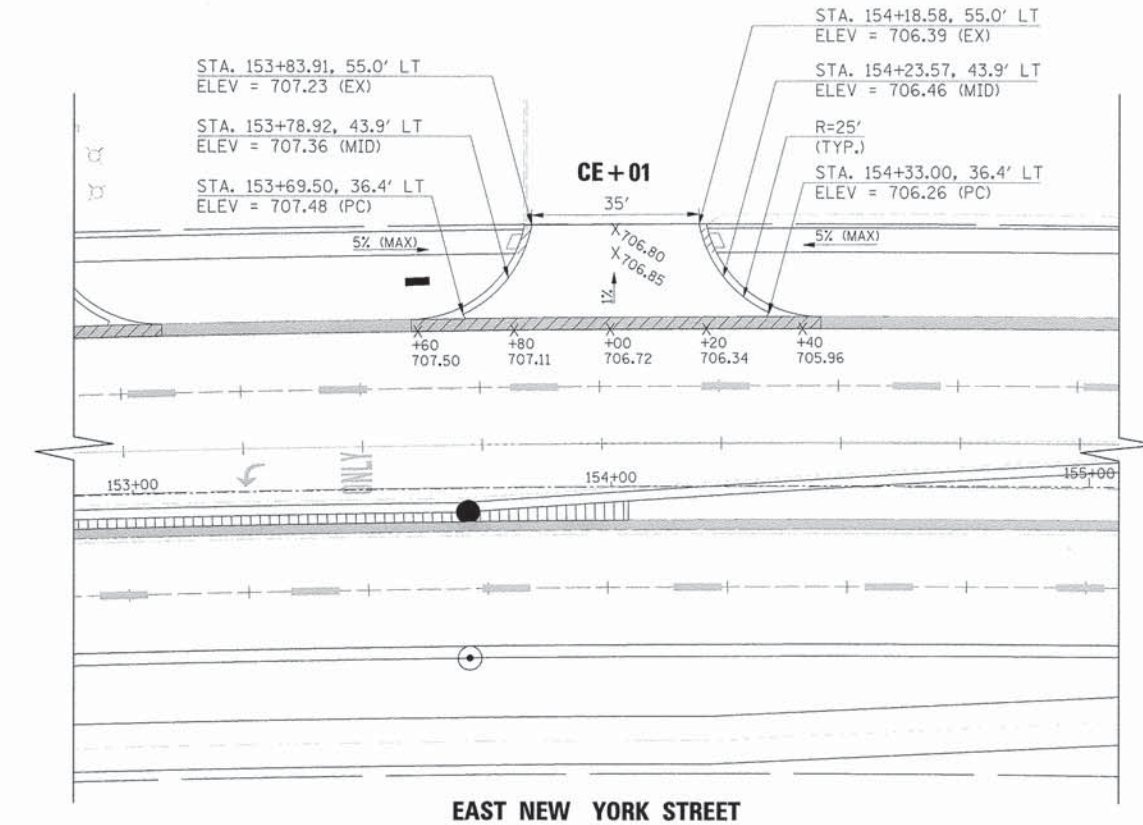 STA. 154+18.58, 55.0' LT
ELEV = 706.39 (EX)
STA. 153+83.91, 55.0' LT
ELEV = 707.23 (EX)
STA. 154+23.57, 43.9' LT
ELEV = 706.46 (MID)
STA. 153+78.92, 43.9' LT
ELEV = 707.36 (MID)
R=25'
(TYP.)
CE+01
STA. 153+69.50, 36.4' LT
ELEV = 707.48 (PC)
STA. 154+33.00, 36.4' LT
ELEV = 706.26 (PC)
35'
5% (MAX)
706.80
5% (MAX)
706.85
1%
+60
707.50
+80
707.11
+00
706.72
+20
706.34
+40
705.96
ONLY
153+00
154+00
155+00
EAST NEW YORK STREET